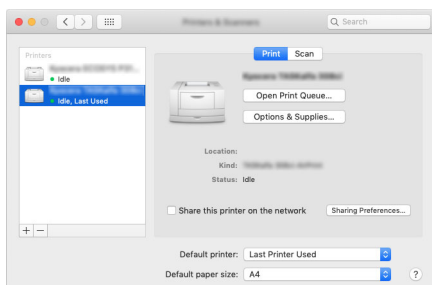 Search
Printers
Idle
Idle, Last Used
Print Scan
Open Print Queue...
Options & Supplies...
Location:
Kind:
Status: Idle
Share this printer on the network
Sharing Preferences...
+ −
Default printer: Last Printer Used
Default paper size: A4
?